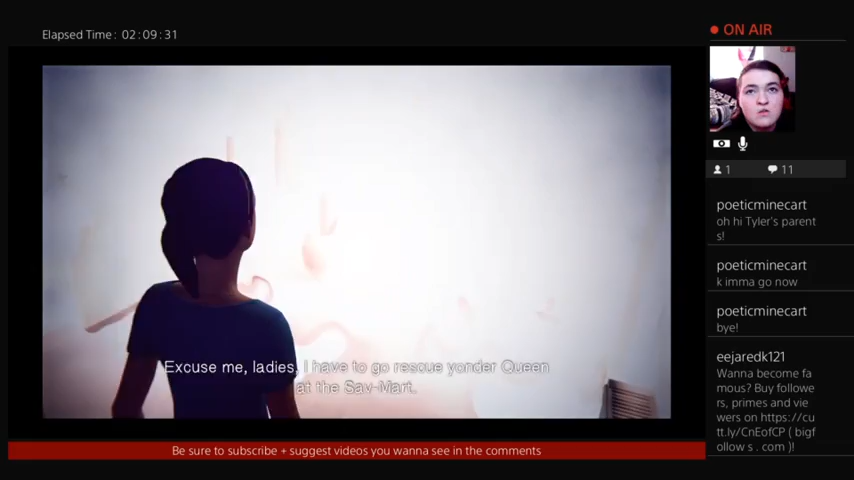 Elapsed Time: 02:09:31
ON AIR
1
11
poeticminecart
oh hi Tyler's parent
s!
poeticminecart
k imma go now
poeticminecart
bye!
eejaredk121
Wanna become fa
mous? Buy followe
rs, primes and vie
wers on https://cu
tt.ly/CnEofCP ( bigf
ollow s . com )!
Excuse me, ladies, I have to go rescue yonder Queen
at the Sav-Mart.
Be sure to subscribe + suggest videos you wanna see in the comments